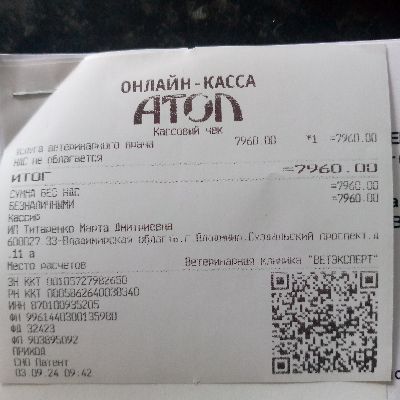 ОНЛАЙН-КАССА
АТОЛ
Кассовый чек
Услуга ветеринарного врача 7960.00 *1 =7960.00
НДС не облагается
ИТОГ =7960.00
СУММА БЕЗ НДС =7960.00
БЕЗНАЛИЧНЫМИ =7960.00
Кассир
ИП Титаренко Марта Дмитриевна
600027 33-Владимирская область г Владимир Суздальский проспект д
.11 а
Место расчетов Ветеринарная клиника "ВЕТЭКСПЕРТ"
ЗН ККТ 00105727982650
РН ККТ 0005862640038340
ИНН 870100935205
ФН 9961440300135900
ФД 32423
ФП 903895092
ПРИХОД
СНО Патент
03.09.24 09:42